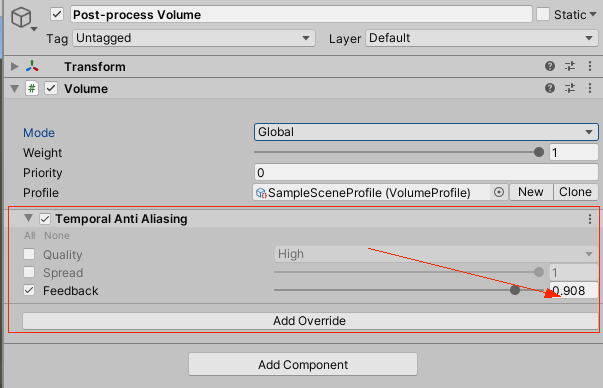 Post-process Volume Static
Tag Untagged Layer Default
Transform
# Volume
Mode Global
Weight 1
Priority 0
Profile SampleSceneProfile (VolumeProfile) New Clone
Temporal Anti Aliasing
All None
Quality High
Spread 1
Feedback 0.908
Add Override
Add Component